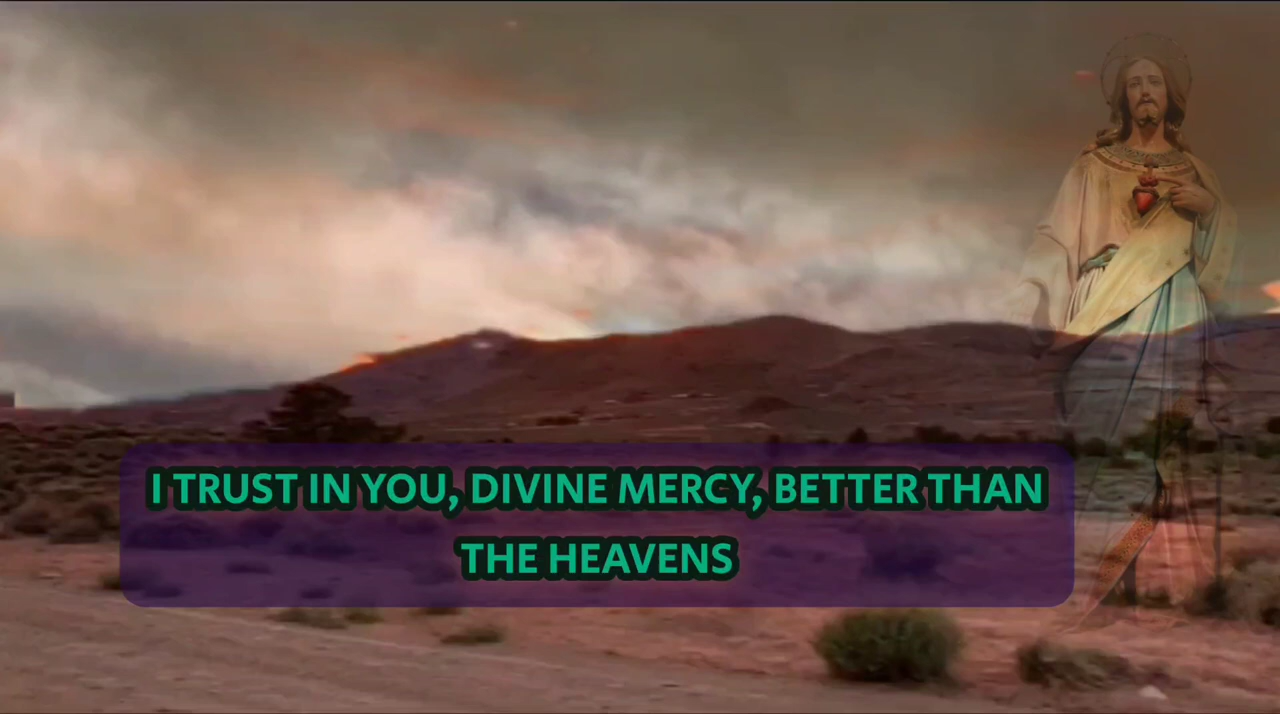 I TRUST IN YOU, DIVINE MERCY, BETTER THAN
THE HEAVENS